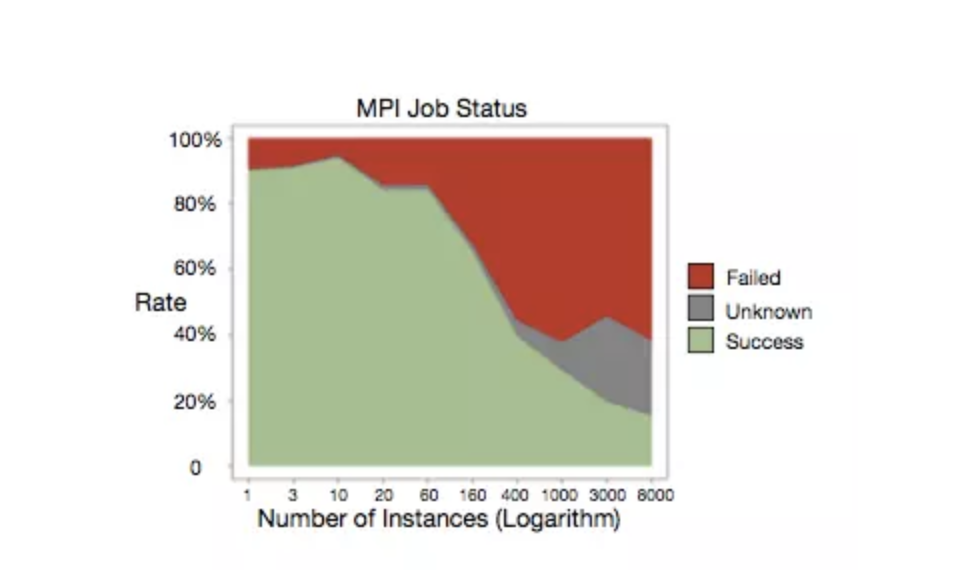 MPI Job Status
100%
80%
60%
Rate
40%
20%
0
1 3 10 20 60 160 400 1000 3000 8000
Number of Instances (Logarithm)
Failed
Unknown
Success